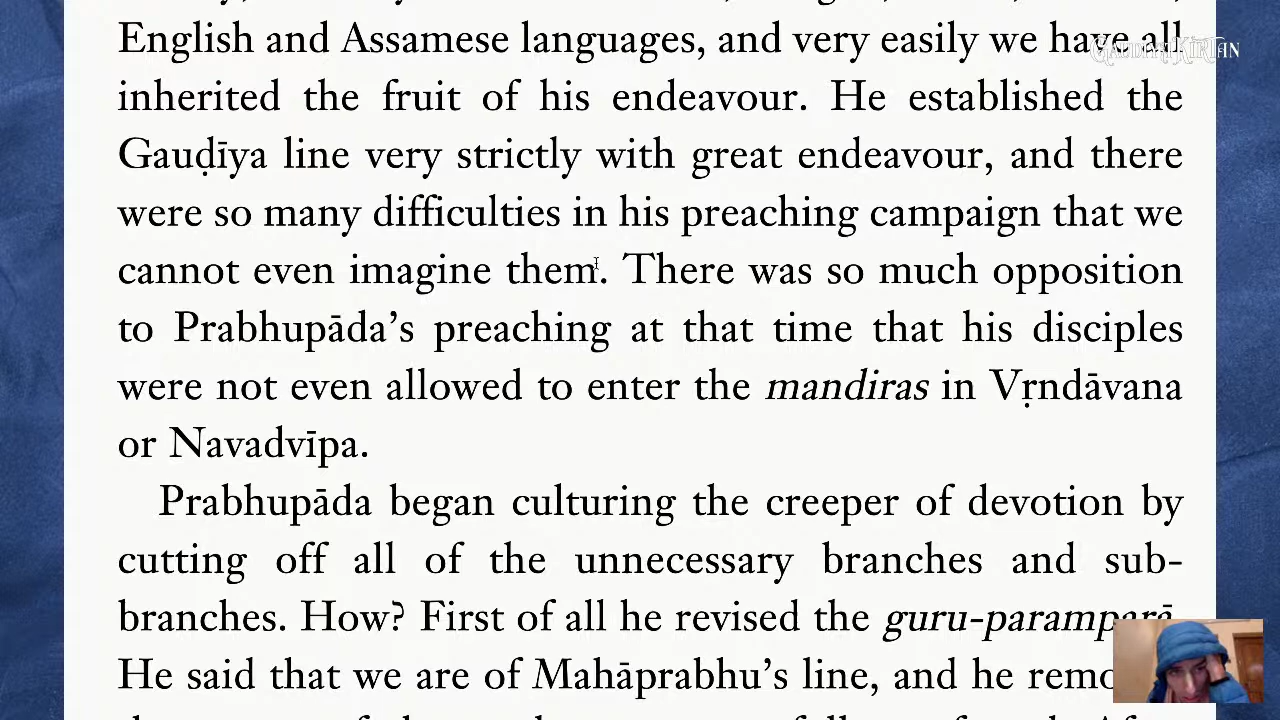 English and Assamese languages, and very easily we have all
GAUDIYA KIRTAN
inherited the fruit of his endeavour. He established the
Gauḍīya line very strictly with great endeavour, and there
were so many difficulties in his preaching campaign that we
cannot even imagine them. There was so much opposition
to Prabhupāda’s preaching at that time that his disciples
were not even allowed to enter the mandiras in Vṛndāvana
or Navadvīpa.
Prabhupāda began culturing the creeper of devotion by
cutting off all of the unnecessary branches and sub-
branches. How? First of all he revised the guru-paramparā.
He said that we are of Mahāprabhu’s line, and he